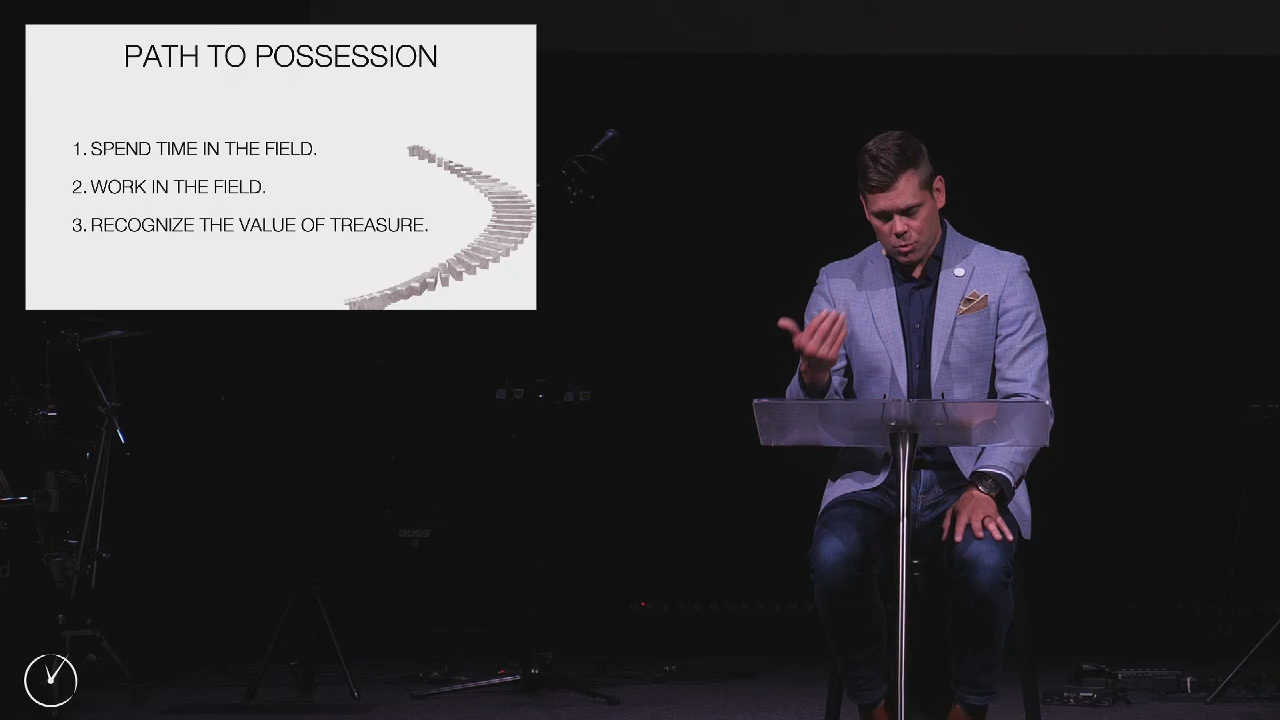 PATH TO POSSESSION
1. SPEND TIME IN THE FIELD.
2. WORK IN THE FIELD.
3. RECOGNIZE THE VALUE OF TREASURE.
BOSS